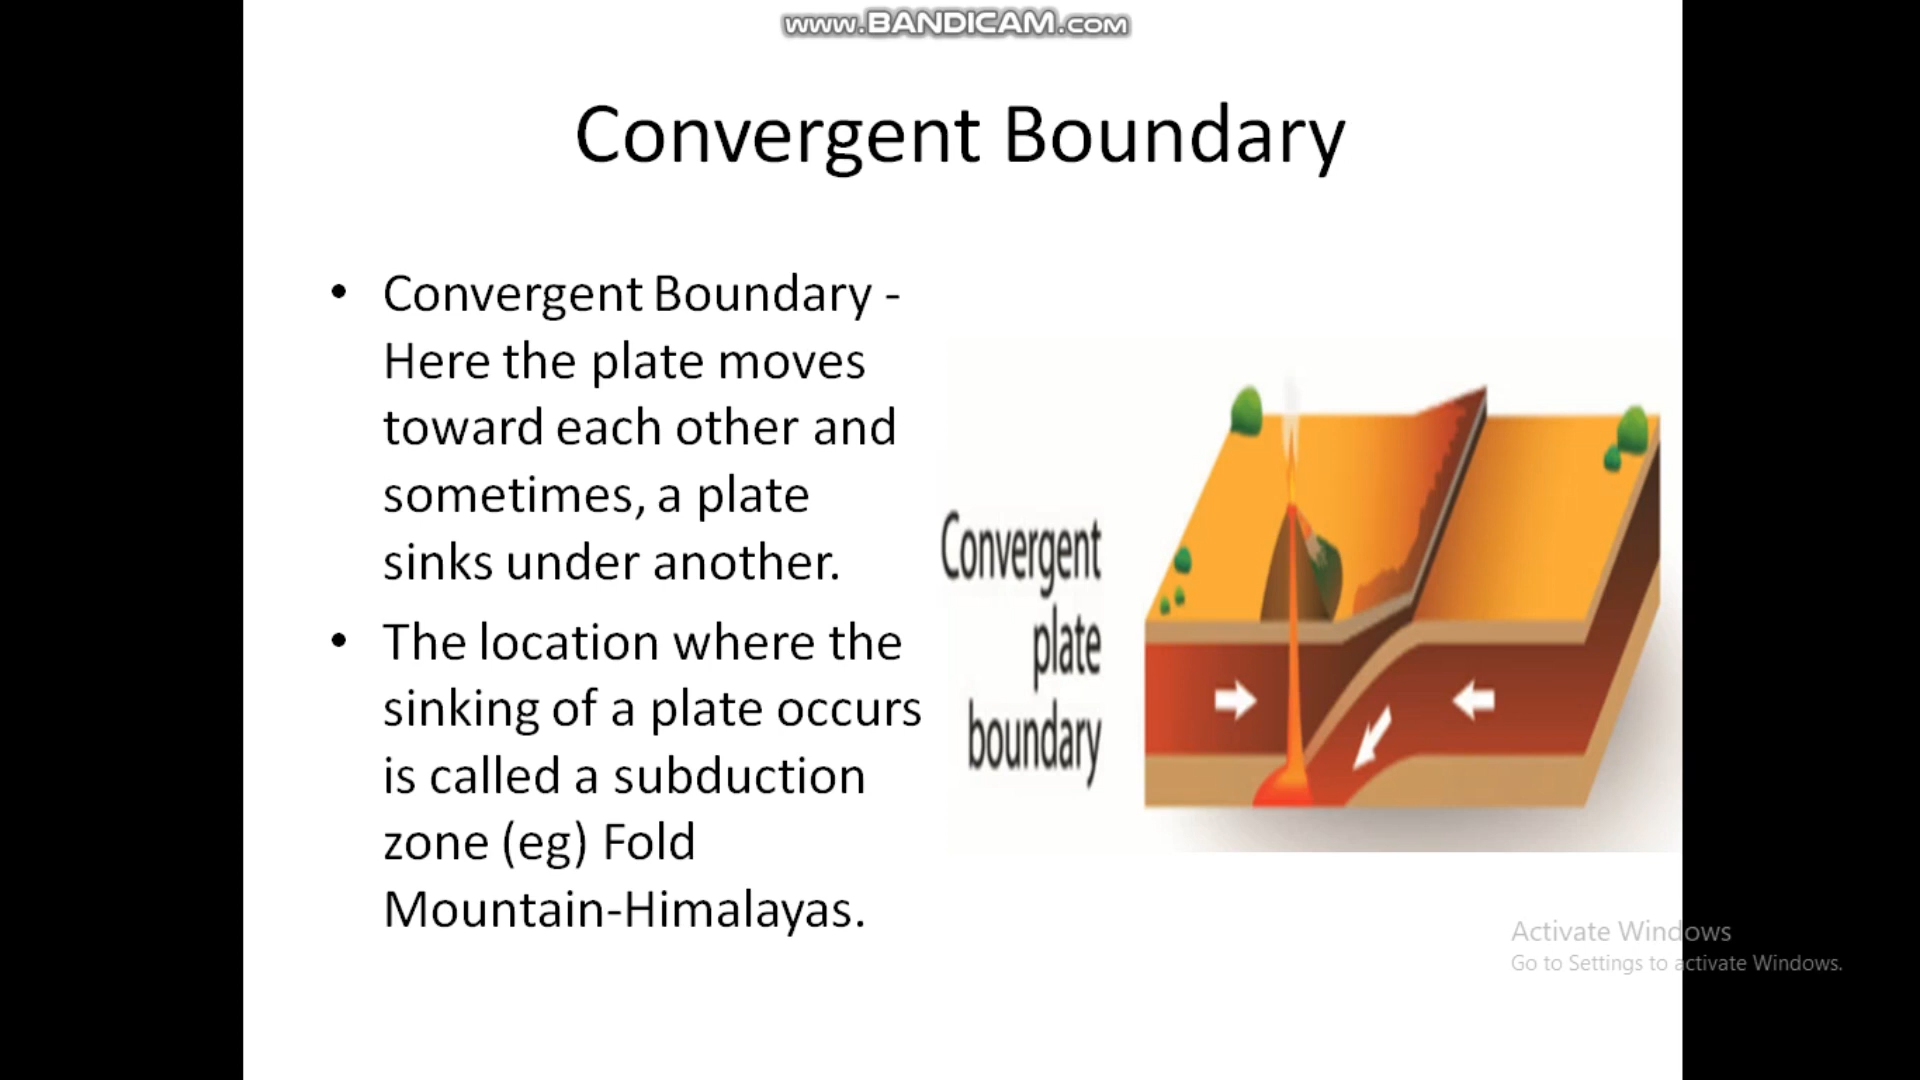 www.BANDICAM.com
Convergent Boundary
• Convergent Boundary -
Here the plate moves
toward each other and
sometimes, a plate
sinks under another.
• The location where the
sinking of a plate occurs
is called a subduction
zone (eg) Fold
Mountain-Himalayas.
Convergent
plate
boundary
Activate Windows
Go to Settings to activate Windows.